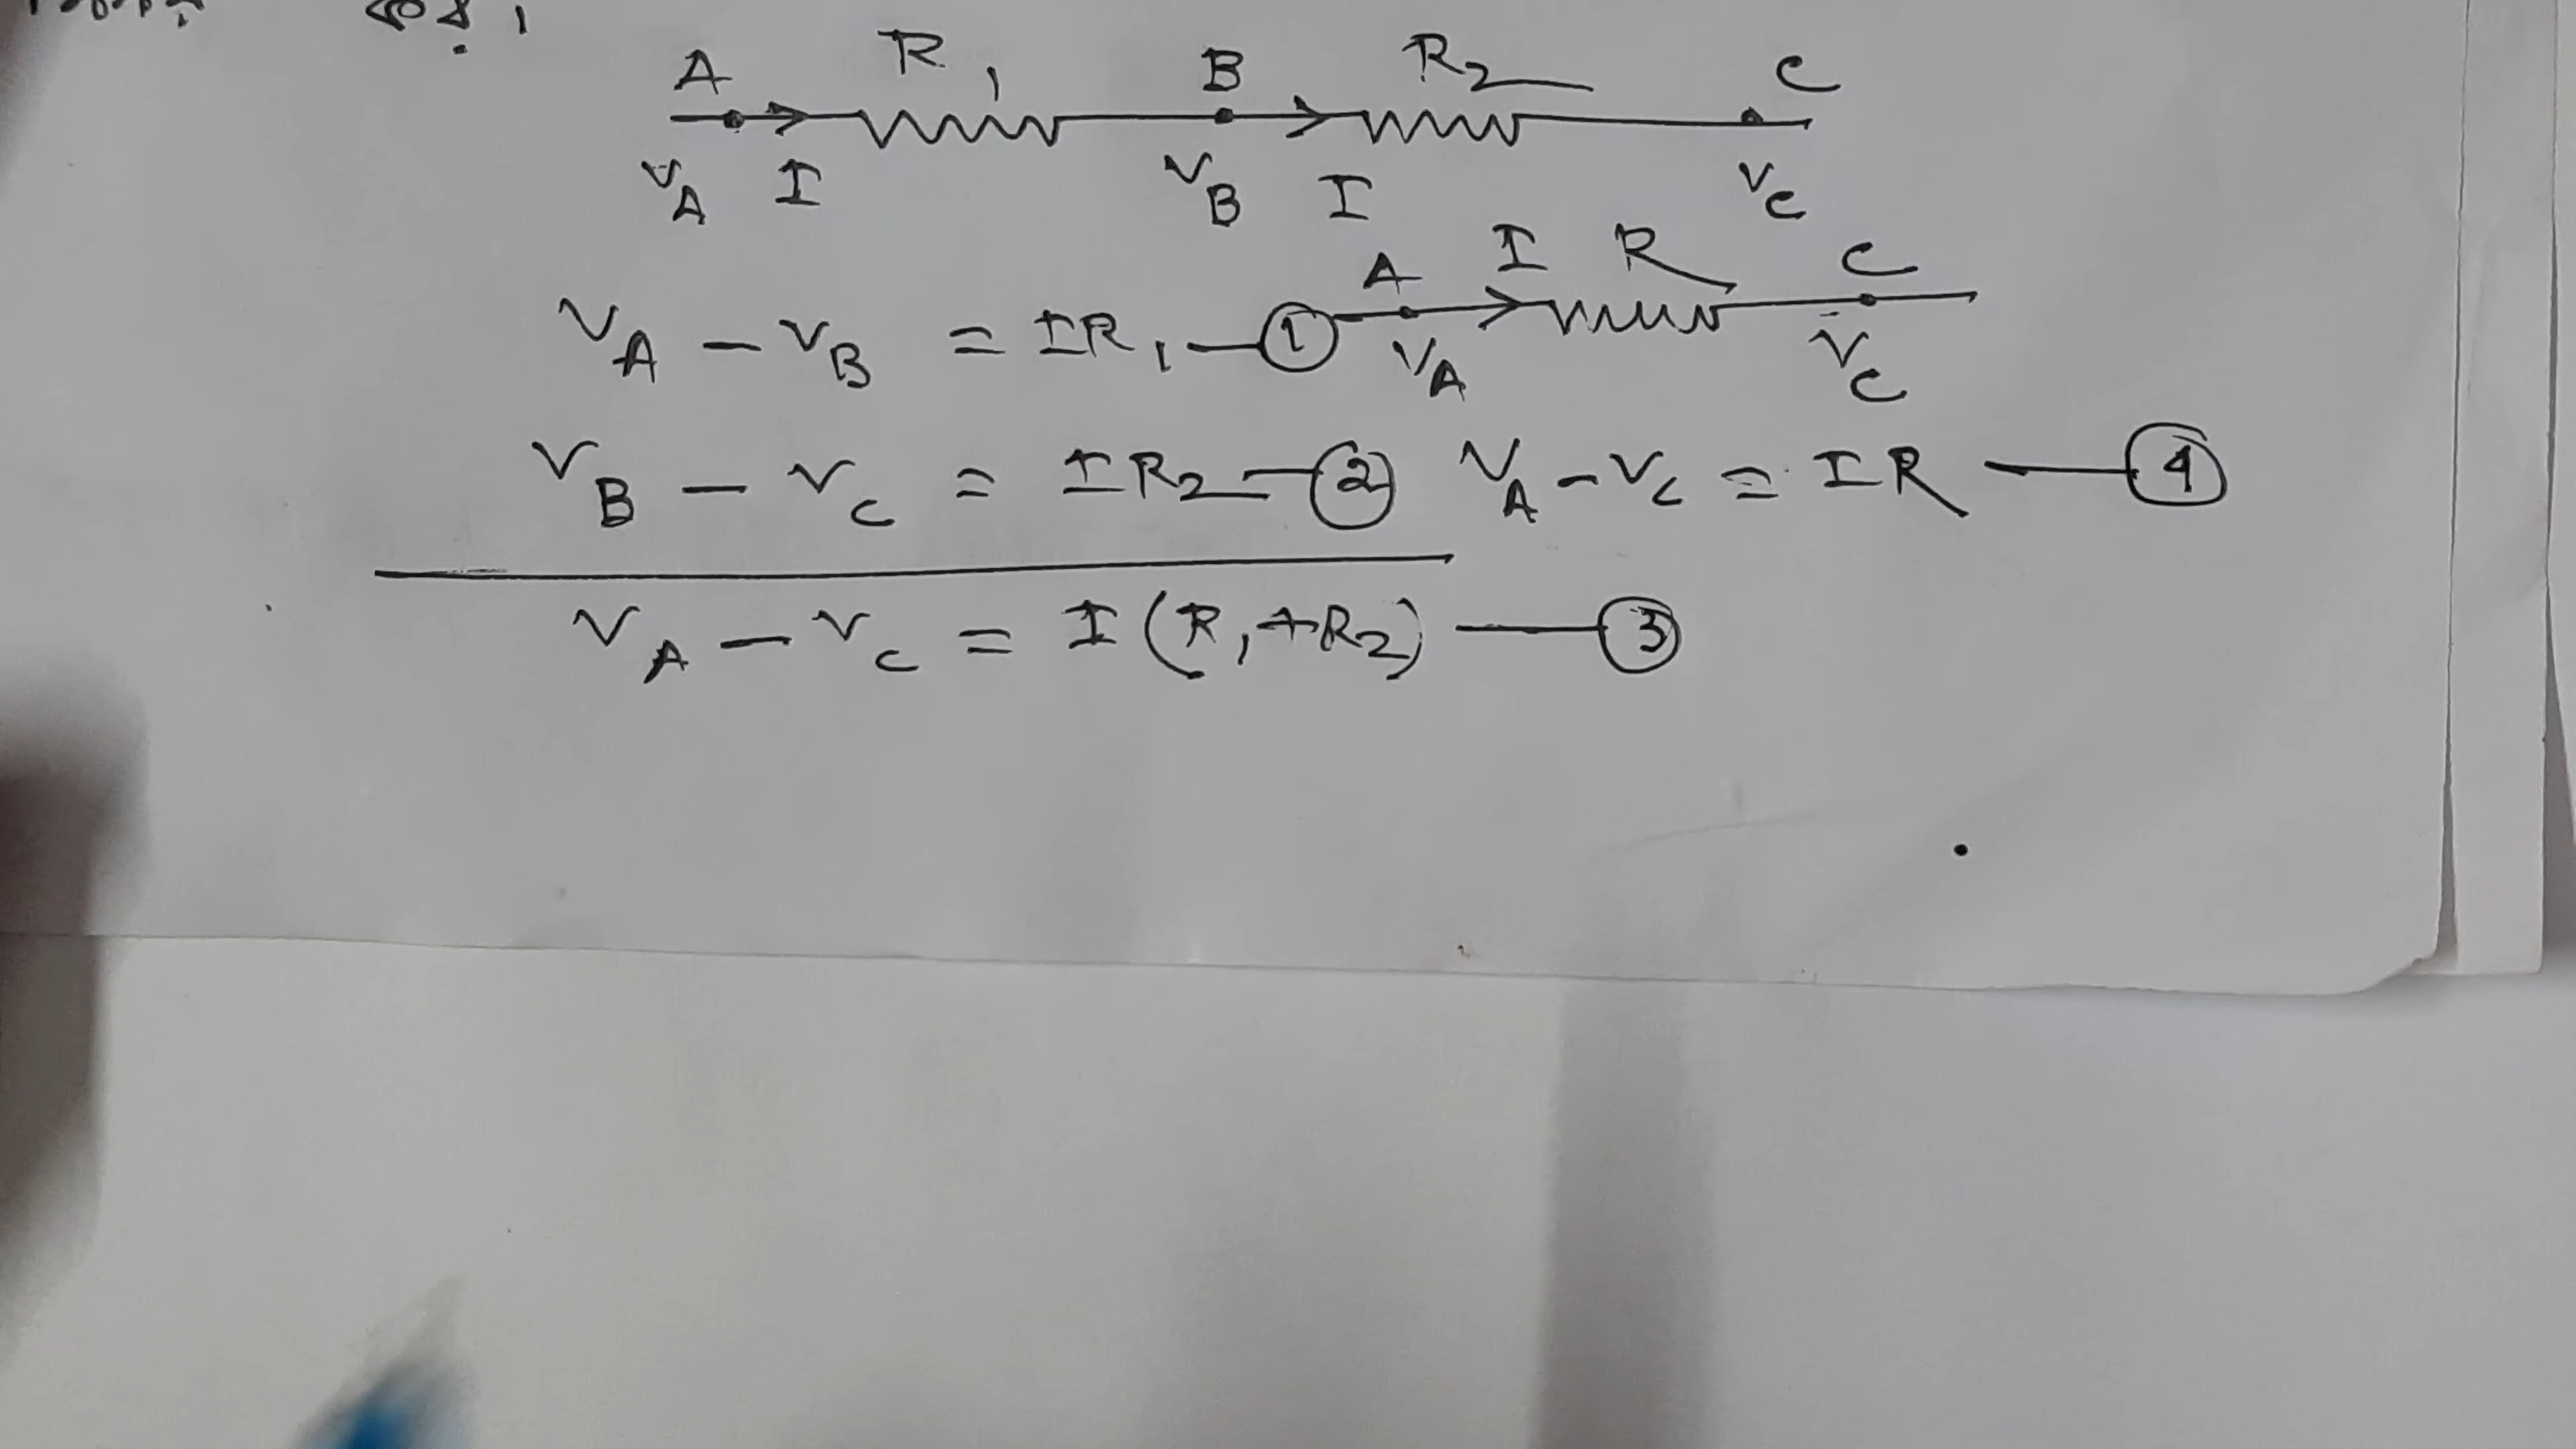 A R1 B R2 C
VA I VB I VC
A I R C
VA VC
VA - VB = IR1 — ①
VB - VC = IR2 — ②
VA - VC = IR — ④
VA - VC = I (R1 + R2) — ③